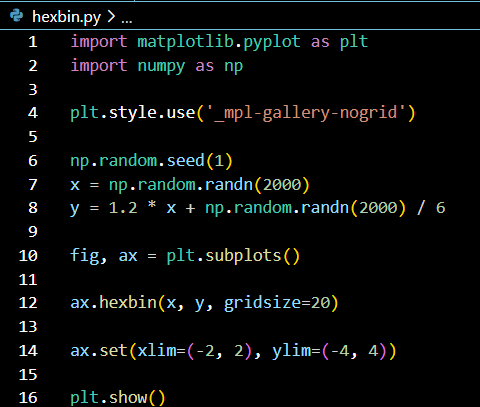 hexbin.py > ...
1 import matplotlib.pyplot as plt
2 import numpy as np
3
4 plt.style.use('_mpl-gallery-nogrid')
5
6 np.random.seed(1)
7 x = np.random.randn(2000)
8 y = 1.2 * x + np.random.randn(2000) / 6
9
10 fig, ax = plt.subplots()
11
12 ax.hexbin(x, y, gridsize=20)
13
14 ax.set(xlim=(-2, 2), ylim=(-4, 4))
15
16 plt.show()